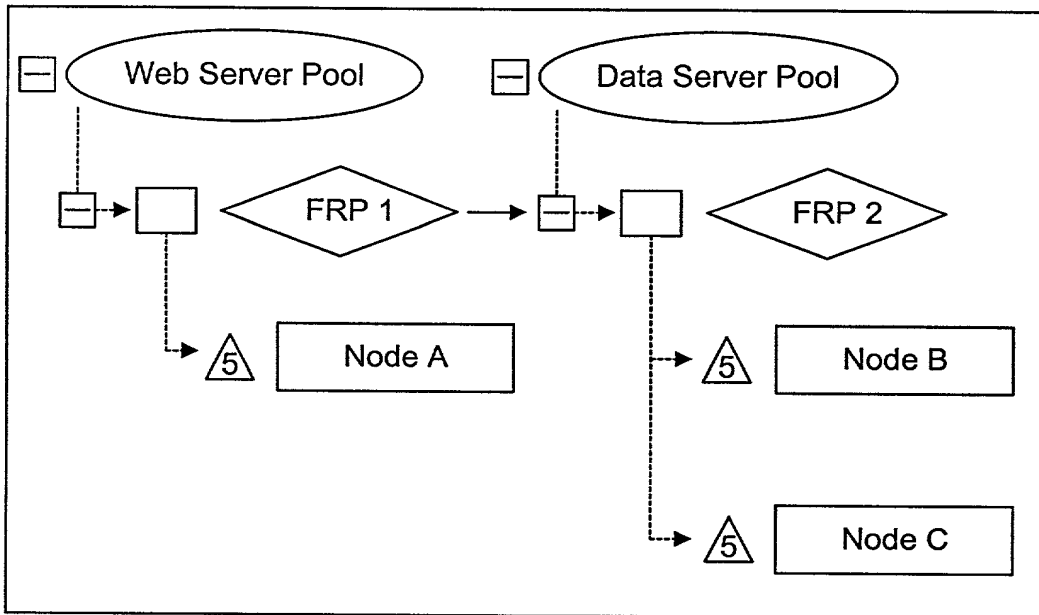 Web Server Pool
Data Server Pool
FRP 1
FRP 2
5
Node A
5
Node B
5
Node C